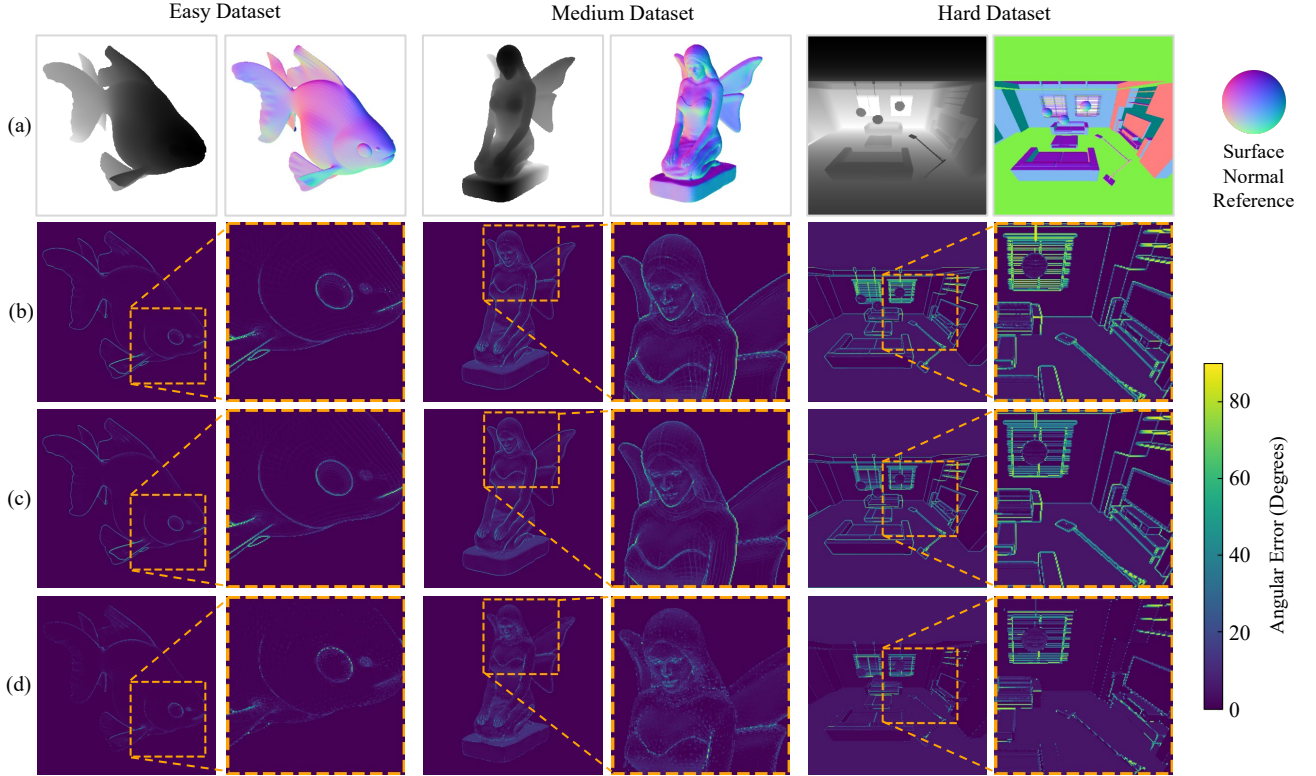 Easy Dataset
Medium Dataset
Hard Dataset
(a)
Surface
Normal
Reference
(b)
(c)
(d)
80
60
40
20
0
Angular Error (Degrees)